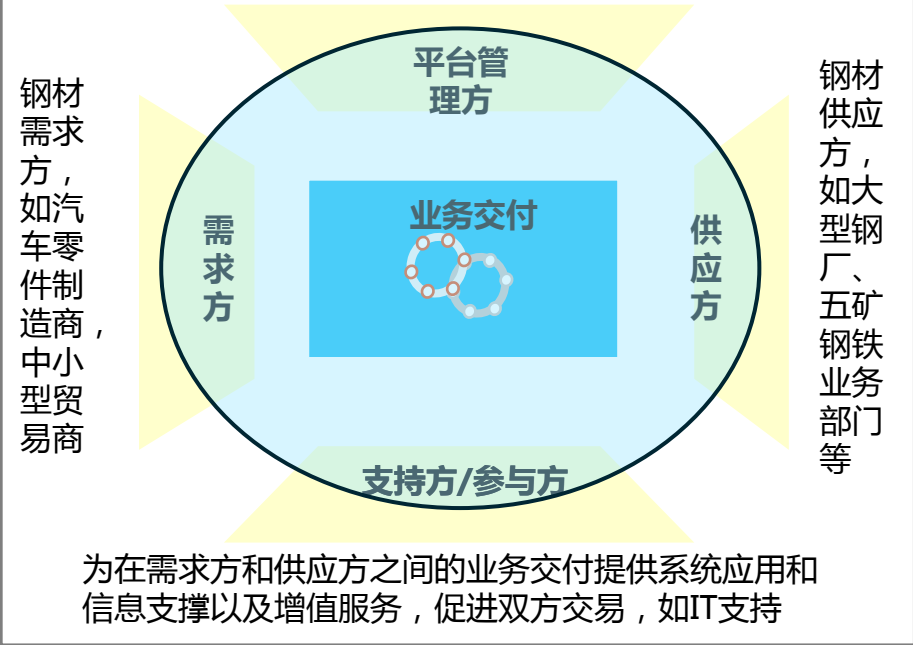 平台管
理方
钢材
需求
方，
如汽
车零
件制
造商，
中小
型贸
易商
需
求
方
业务交付
供
应
方
钢材
供应
方，
如大
型钢
厂、
五矿
钢铁
业务
部门
等
支持方/参与方
为在需求方和供应方之间的业务交付提供系统应用和
信息支撑以及增值服务，促进双方交易，如IT支持